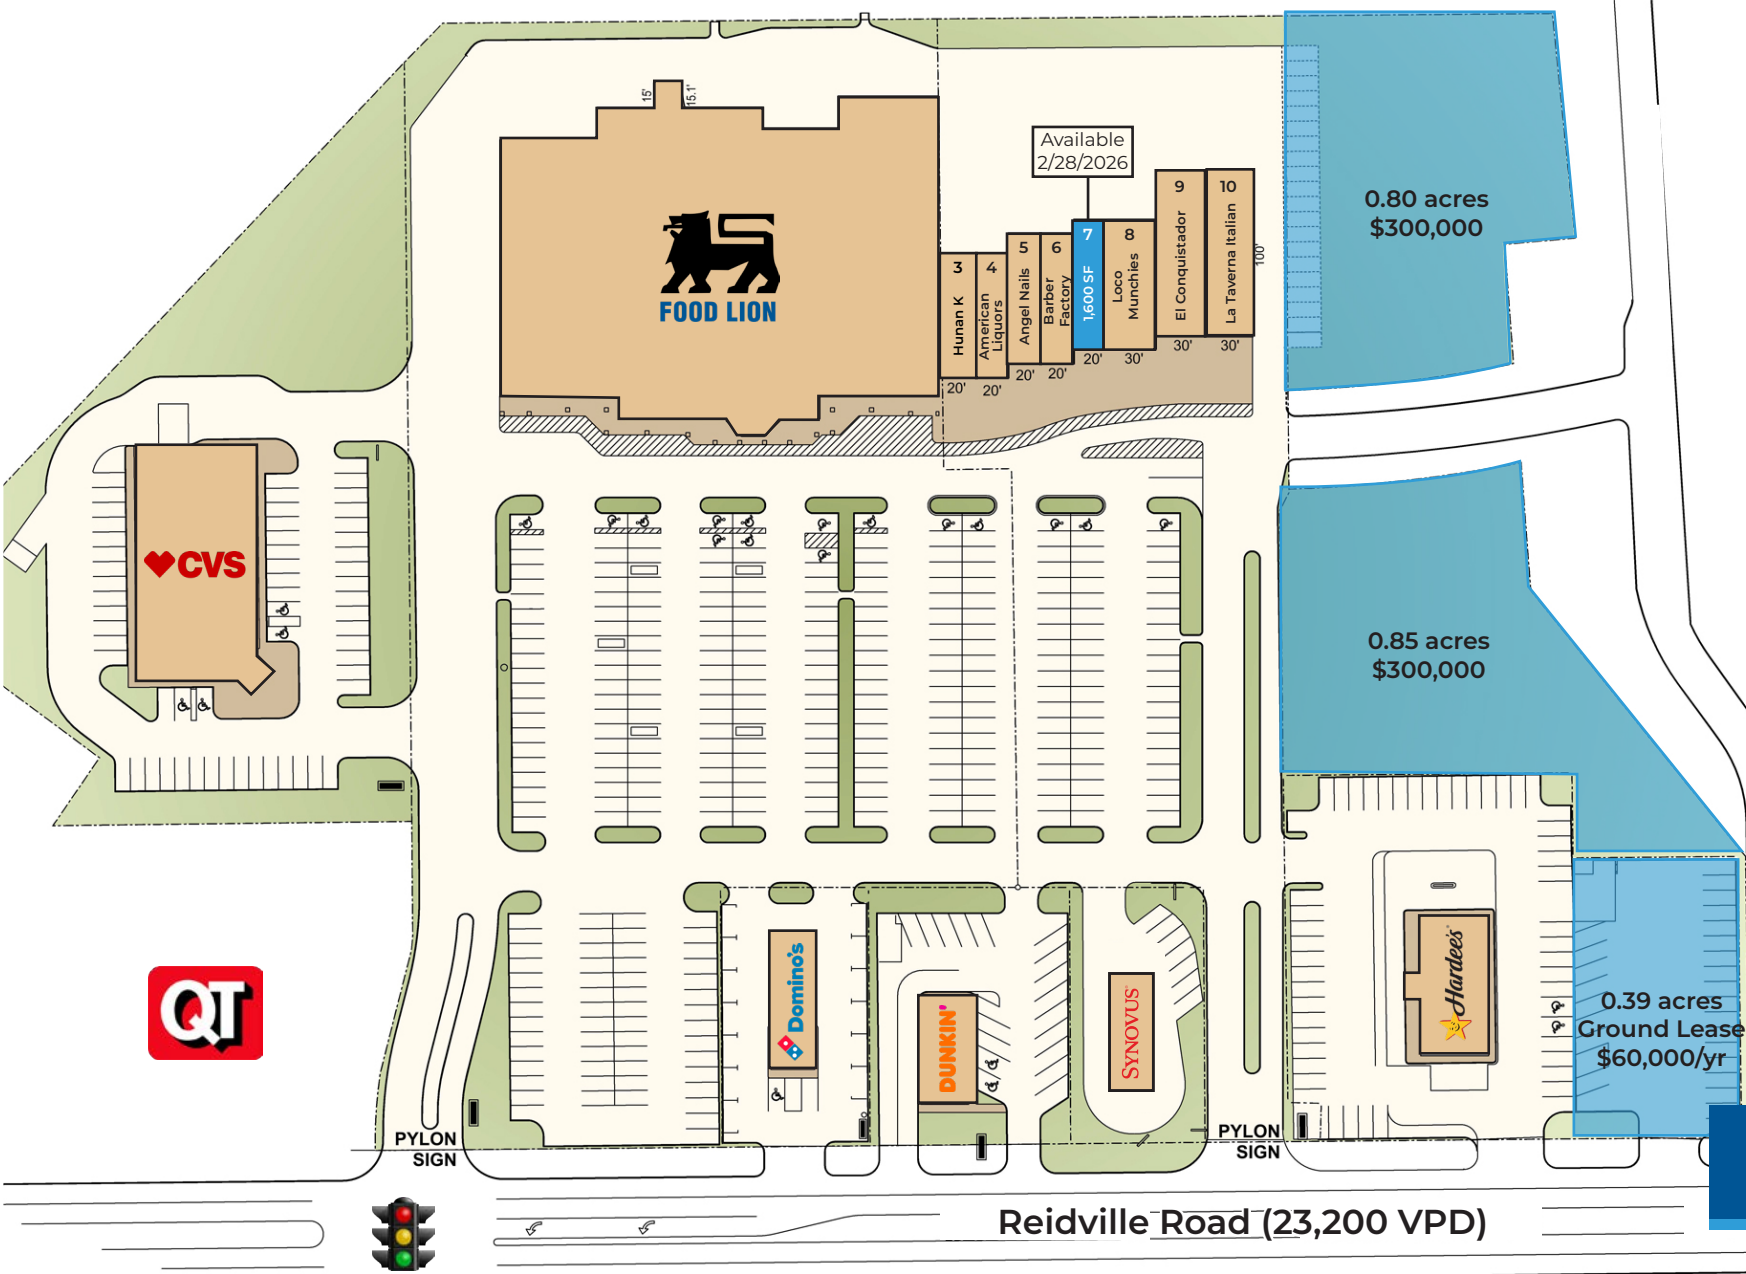 15'
15.1'
Available
2/28/2026
0.80 acres
$300,000
FOOD LION
3
Hunan K
4
American
Liquors
5
Angel Nails
6
Barber
Factory
7
1,600 SF
8
Loco
Munchies
9
El Conquistador
10
La Taverna Italian
100'
20'
20'
20'
20'
20'
30'
30'
30'
CVS
0.85 acres
$300,000
QT
Domino's
DUNKIN'
SYNOVUS
Hardee's
0.39 acres
Ground Lease
$60,000/yr
PYLON
SIGN
PYLON
SIGN
Reidville Road (23,200 VPD)